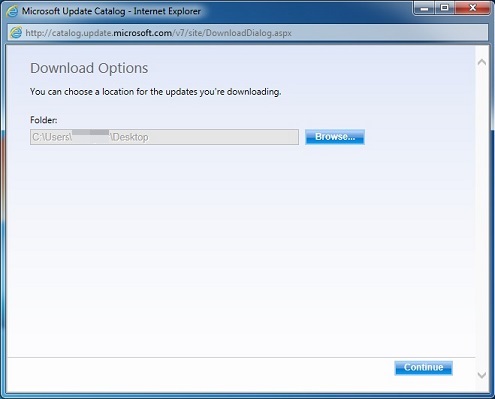 Microsoft Update Catalog - Internet Explorer
http://catalog.update.microsoft.com/v7/site/DownloadDialog.aspx
Download Options
You can choose a location for the updates you're downloading.
Folder:
C:\Users\ \Desktop
Browse...
Continue